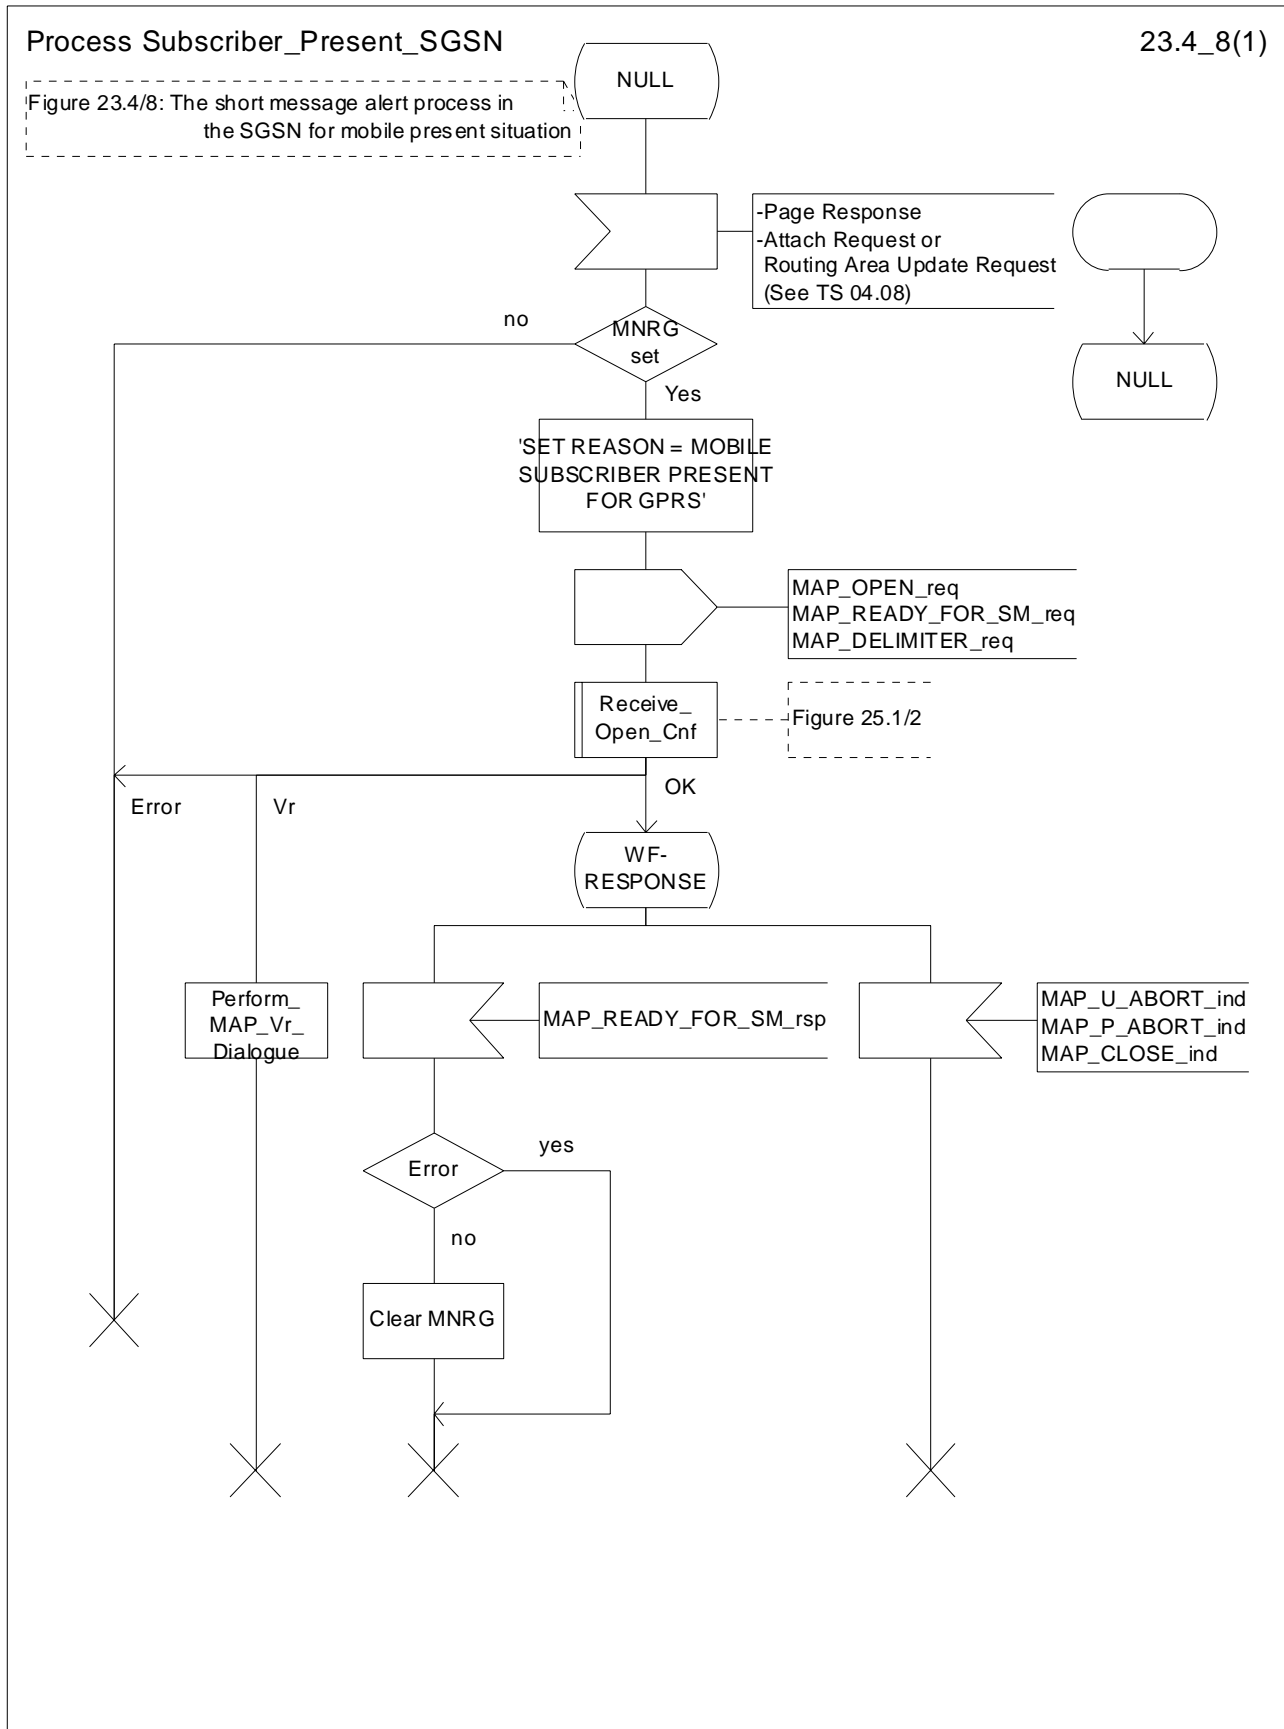 Process Subscriber_Present_SGSN
23.4_8(1)
Figure 23.4/8: The short message alert process in
the SGSN for mobile present situation
NULL
-Page Response
-Attach Request or
Routing Area Update Request
(See TS 04.08)
no
MNRG
set
Yes
NULL
'SET REASON = MOBILE
SUBSCRIBER PRESENT
FOR GPRS'
MAP_OPEN_req
MAP_READY_FOR_SM_req
MAP_DELIMITER_req
Receive_
Open_Cnf
Figure 25.1/2
Error
Vr
OK
WF-
RESPONSE
Perform_
MAP_Vr_
Dialogue
MAP_READY_FOR_SM_rsp
MAP_U_ABORT_ind
MAP_P_ABORT_ind
MAP_CLOSE_ind
Error
yes
no
Clear MNRG